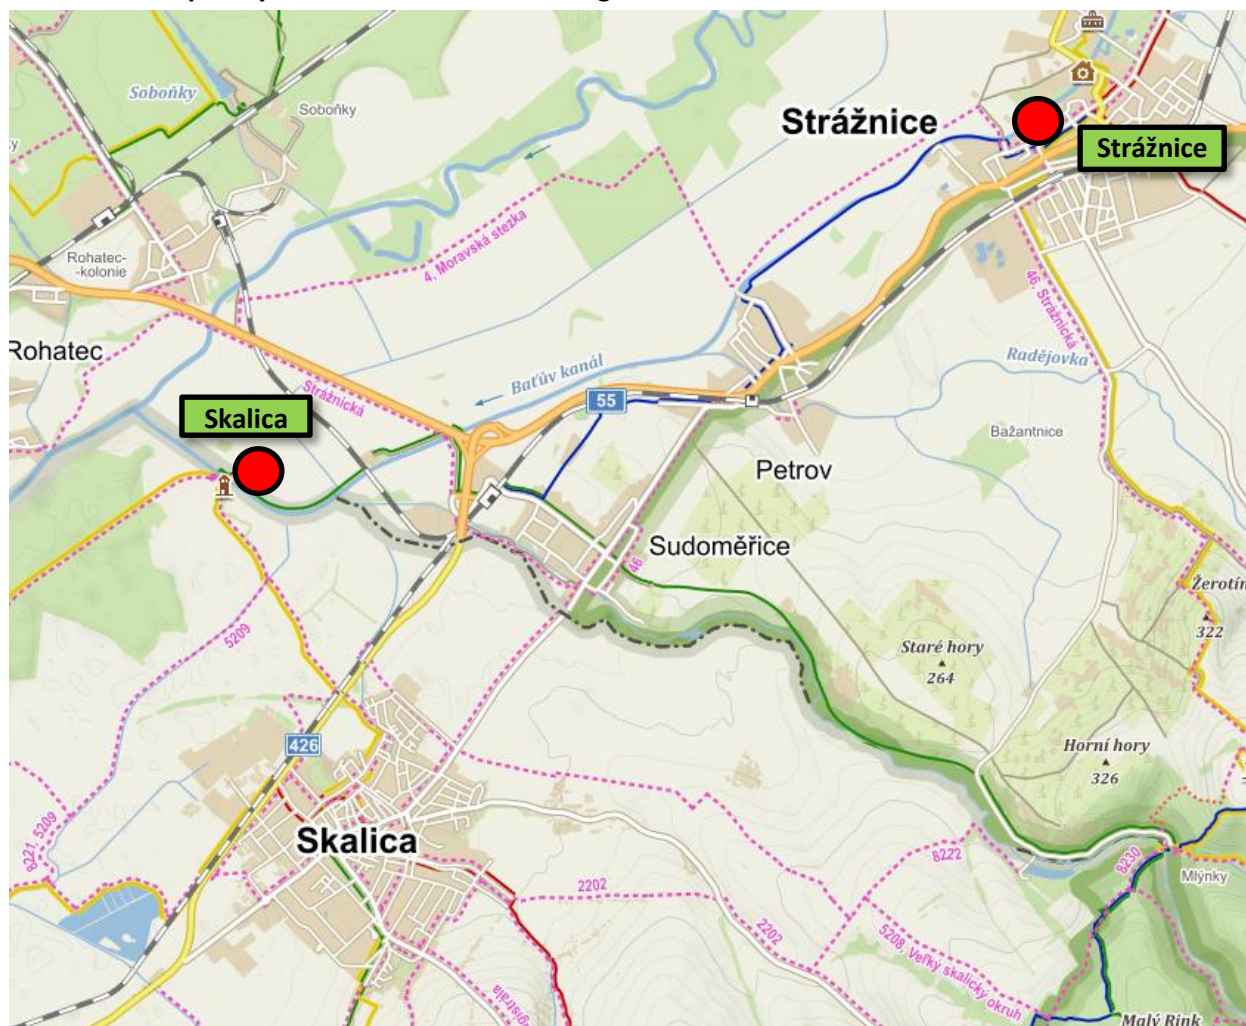 Soboňky
Soboňky
Strážnice
Strážnice
4, Moravská stezka
Rohatec-
-kolonie
46, Strážnická
Rohatec
Radějovka
Baťův kanál
Strážnická
55
Skalica
Bažantnice
Petrov
Sudoměřice
46
Žerotín
322
5209
Staré hory
264
426
Horní hory
326
Skalica
8221, 5209
8222
8230
Mlýnky
2202
2202
5208, Veľký skalický okruh
Malý Rink